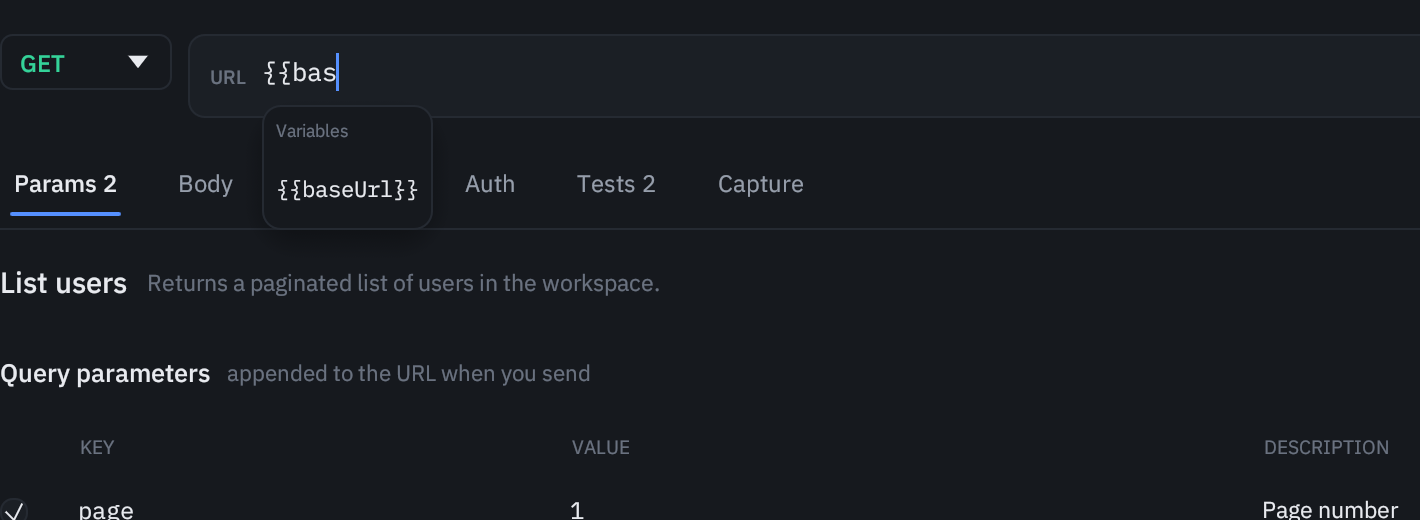 GET URL {{bas
Variables
{{baseUrl}}
Params 2 Body Auth Tests 2 Capture
List users Returns a paginated list of users in the workspace.
Query parameters appended to the URL when you send
KEY VALUE DESCRIPTION
page 1 Page number